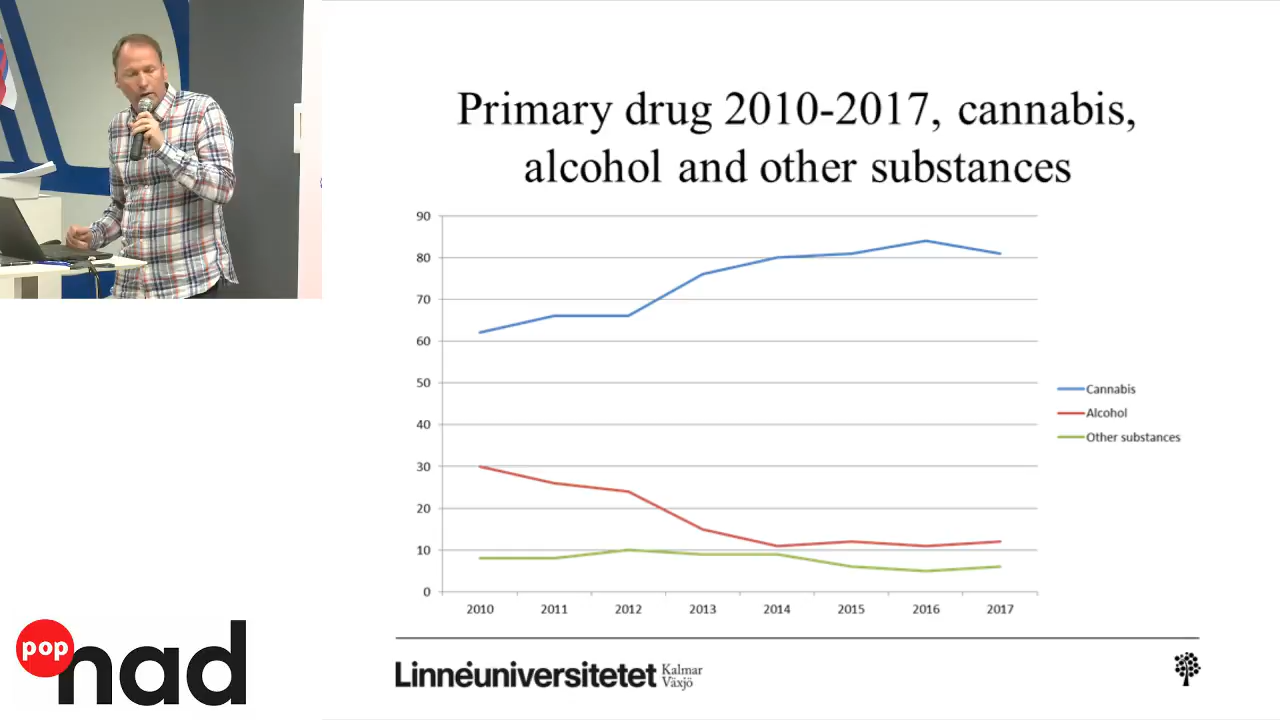 Primary drug 2010-2017, cannabis,
alcohol and other substances
90
80
70
60
50
40
30
20
10
0
2010 2011 2012 2013 2014 2015 2016 2017
Cannabis
Alcohol
Other substances
pop
nad
Linnéuniversitetet
Kalmar
Växjö